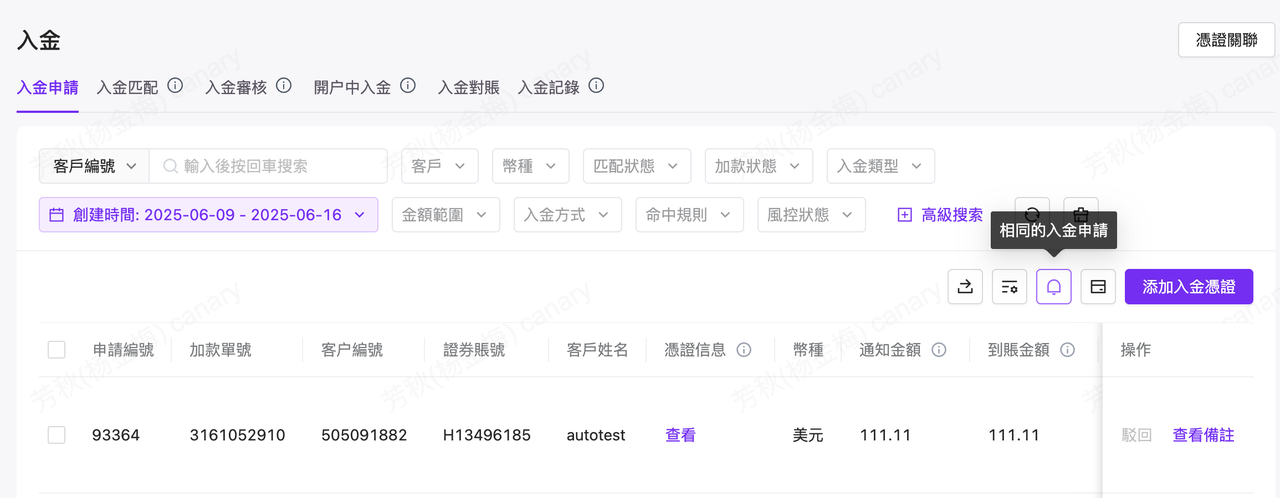 入金
憑證關聯
入金申請 入金匹配 入金審核 開户中入金 入金對賬 入金記錄
客戶編號 輸入後按回車搜索 客戶 幣種 匹配狀態 加款狀態 入金類型
創建時間: 2025-06-09 - 2025-06-16 金額範圍 入金方式 命中規則 風控狀態 高級搜索
相同的入金申請
添加入金憑證
申請編號 加款單號 客户編號 證券賬號 客戶姓名 憑證信息 幣種 通知金額 到賬金額 操作
93364 3161052910 505091882 H13496185 autotest 查看 美元 111.11 111.11 駁回 查看備註
芳秋(杨金梅) canary